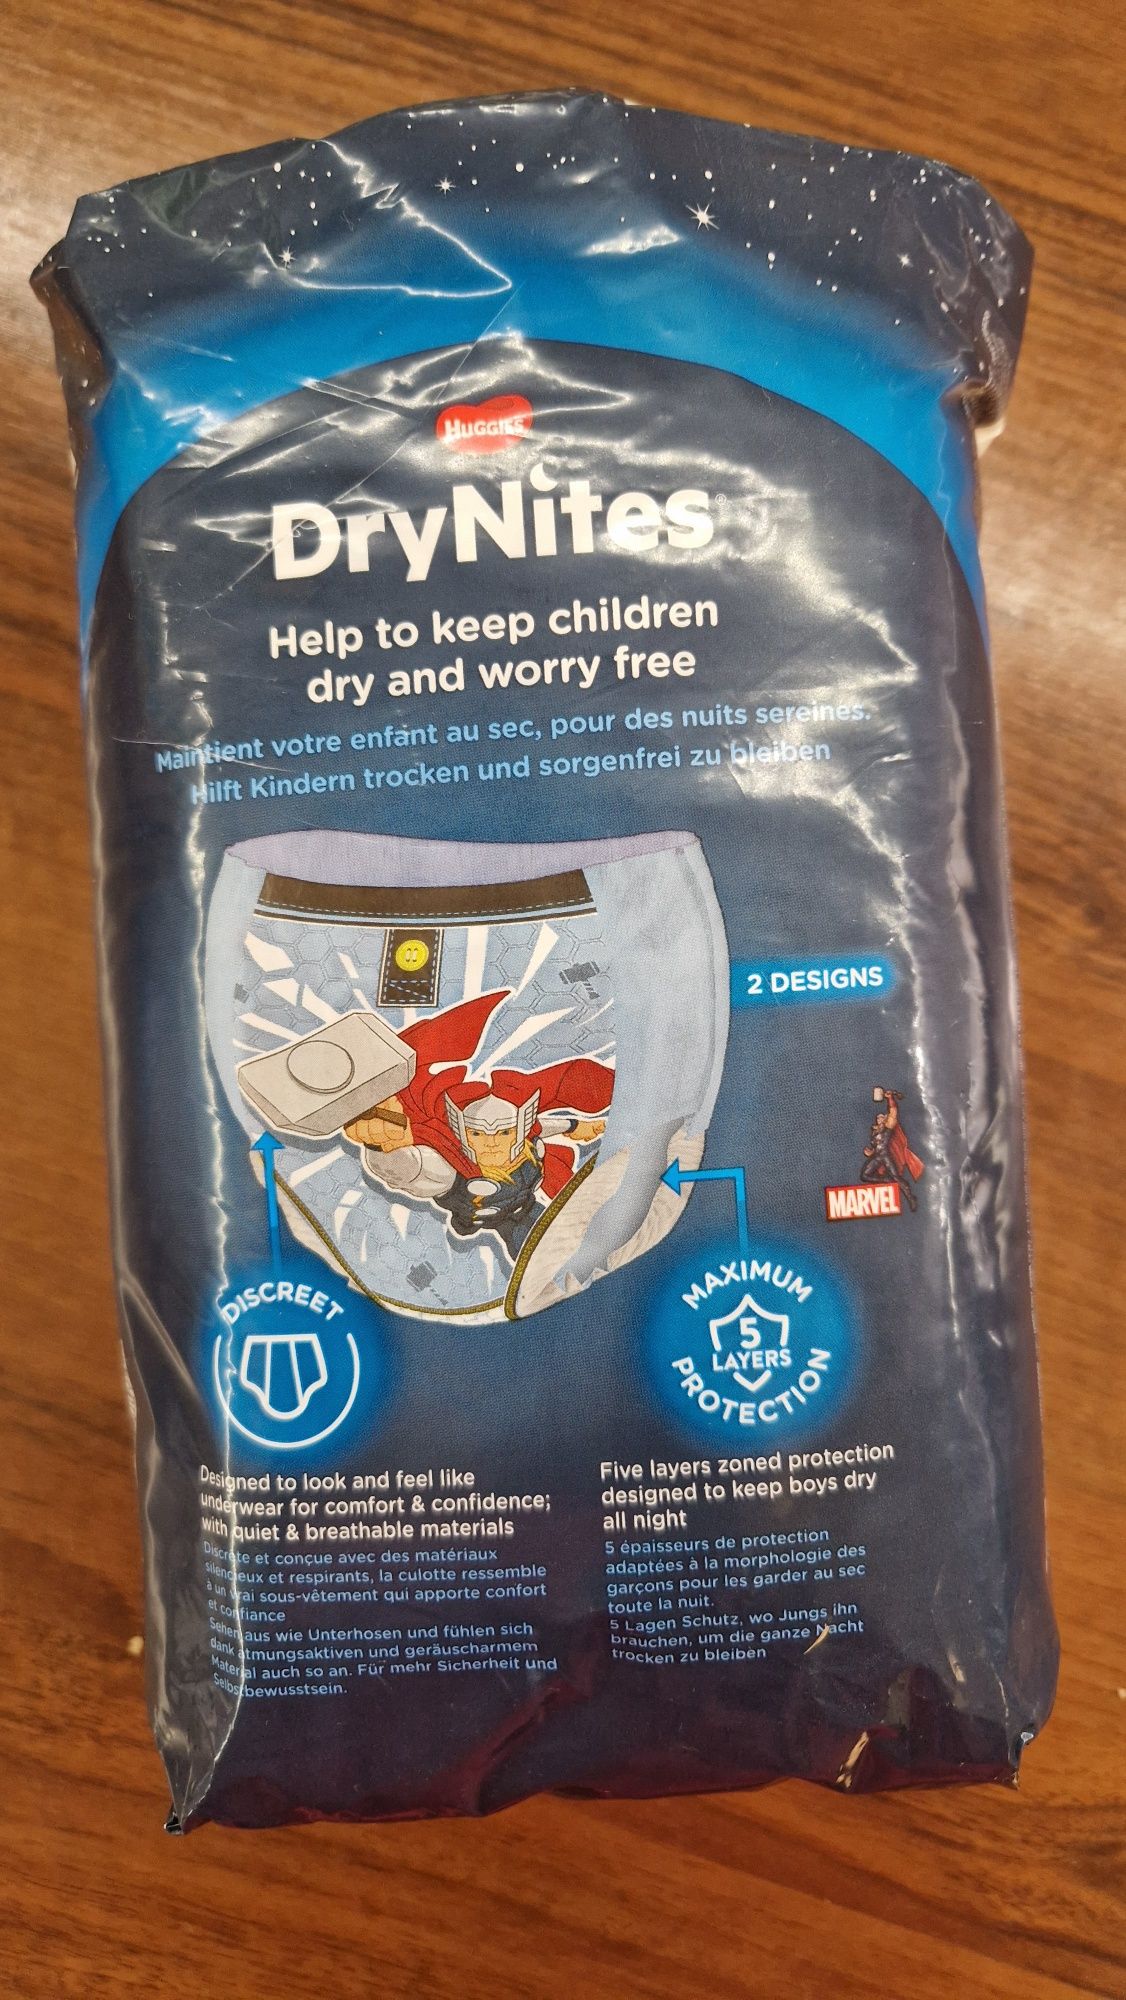 HUGGIES
DryNites®
Help to keep children
dry and worry free
Maintient votre enfant au sec, pour des nuits sereines.
Hilft Kindern trocken und sorgenfrei zu bleiben
2 DESIGNS
MARVEL
DISCREET
MAXIMUM
5
LAYERS
PROTECTION
Designed to look and feel like
underwear for comfort & confidence;
with quiet & breathable materials
Discrète et conçue avec des matériaux
silencieux et respirants, la culotte ressemble
à un vrai sous-vêtement qui apporte confort
et confiance
Sehen aus wie Unterhosen und fühlen sich
dank atmungsaktiven und geräuscharmem
Material auch so an. Für mehr Sicherheit und
Selbstbewusstsein.
Five layers zoned protection
designed to keep boys dry
all night
5 épaisseurs de protection
adaptées à la morphologie des
garçons pour les garder au sec
toute la nuit.
5 Lagen Schutz, wo Jungs ihn
brauchen, um die ganze Nacht
trocken zu bleiben